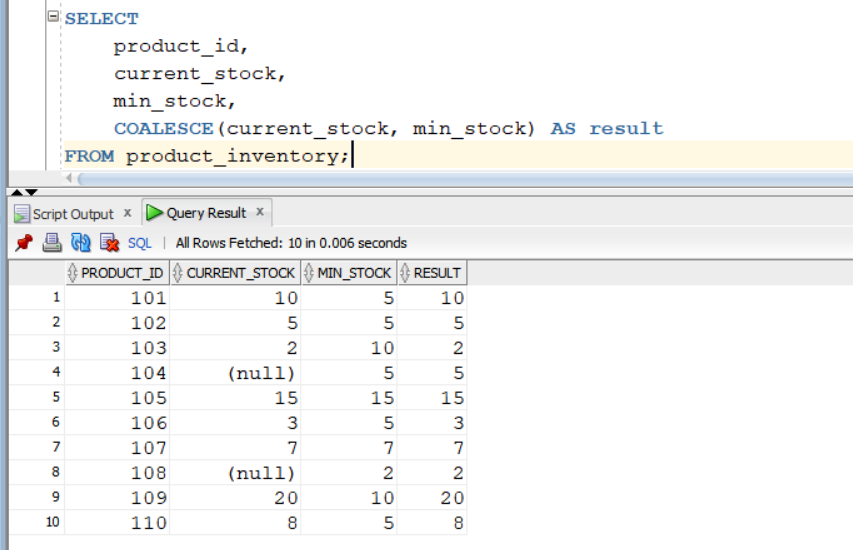 SELECT
product_id,
current_stock,
min_stock,
COALESCE(current_stock, min_stock) AS result
FROM product_inventory;
Script Output x Query Result x
SQL | All Rows Fetched: 10 in 0.006 seconds
PRODUCT_ID CURRENT_STOCK MIN_STOCK RESULT
1 101 10 5 10
2 102 5 5 5
3 103 2 10 2
4 104 (null) 5 5
5 105 15 15 15
6 106 3 5 3
7 107 7 7 7
8 108 (null) 2 2
9 109 20 10 20
10 110 8 5 8